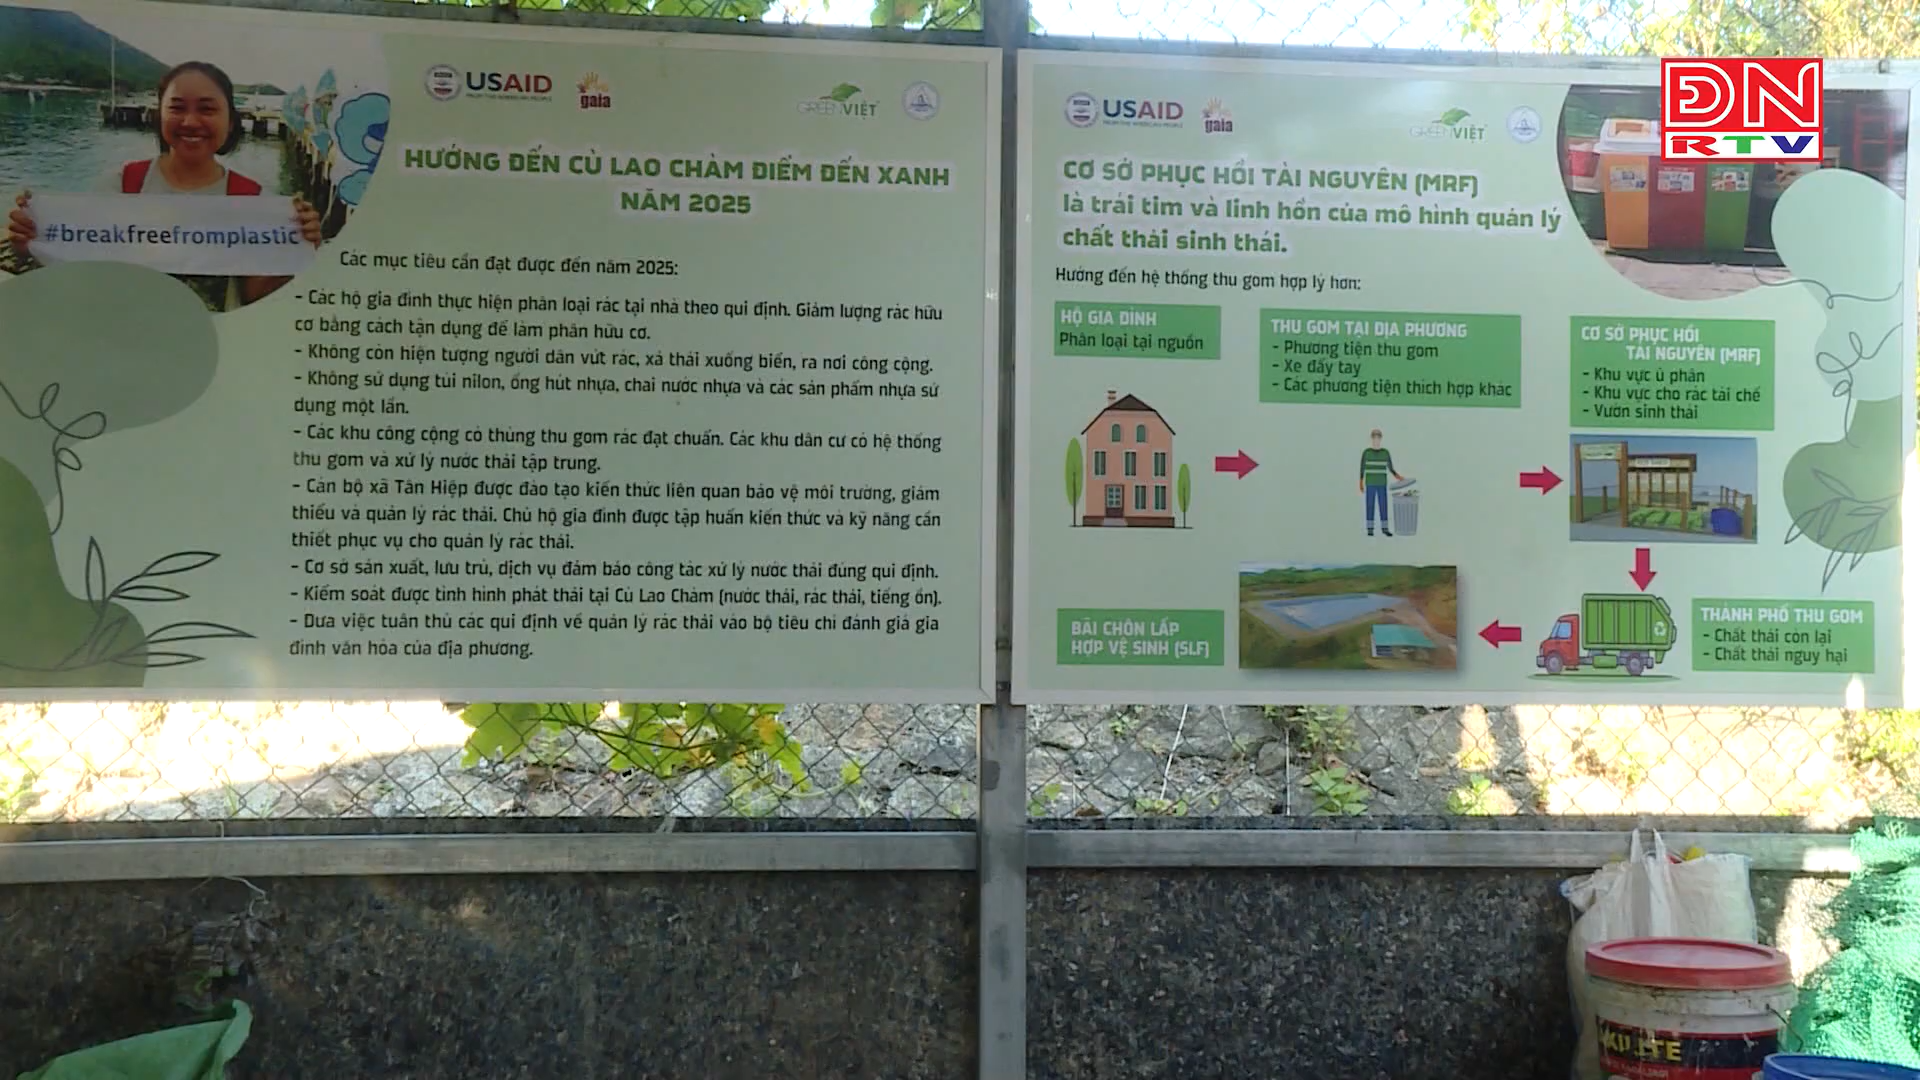 USAID
FROM THE AMERICAN PEOPLE
gaia
GREENVIỆT
HƯỚNG ĐẾN CÙ LAO CHÀM ĐIỂM ĐẾN XANH
NĂM 2025
#breakfreefromplastic
Các mục tiêu cần đạt được đến năm 2025:
- Các hộ gia đình thực hiện phân loại rác tại nhà theo qui định. Giảm lượng rác hữu
cơ bằng cách tận dụng để làm phân hữu cơ.
- Không còn hiện tượng người dân vứt rác, xả thải xuống biển, ra nơi công cộng.
- Không sử dụng túi nilon, ống hút nhựa, chai nước nhựa và các sản phẩm nhựa sử
dụng một lần.
- Các khu công cộng có thùng thu gom rác đạt chuẩn. Các khu dân cư có hệ thống
thu gom và xử lý nước thải tập trung.
- Cán bộ xã Tân Hiệp được đào tạo kiến thức liên quan bảo vệ môi trường, giảm
thiểu và quản lý rác thải. Chủ hộ gia đình được tập huấn kiến thức và kỹ năng cần
thiết phục vụ cho quản lý rác thải.
- Cơ sở sản xuất, lưu trú, dịch vụ đảm bảo công tác xử lý nước thải đúng qui định.
- Kiểm soát được tình hình phát thải tại Cù Lao Chàm (nước thải, rác thải, tiếng ồn).
- Đưa việc tuân thủ các qui định về quản lý rác thải vào bộ tiêu chí đánh giá gia
đình văn hóa của địa phương.
USAID
FROM THE AMERICAN PEOPLE
gaia
GREENVIỆT
ĐN
RTV
CƠ SỞ PHỤC HỒI TÀI NGUYÊN (MRF)
là trái tim và linh hồn của mô hình quản lý
chất thải sinh thái.
Hướng đến hệ thống thu gom hợp lý hơn:
HỘ GIA ĐÌNH
Phân loại tại nguồn
THU GOM TẠI ĐỊA PHƯƠNG
- Phương tiện thu gom
- Xe đẩy tay
- Các phương tiện thích hợp khác
CƠ SỞ PHỤC HỒI
TÀI NGUYÊN (MRF)
- Khu vực ủ phân
- Khu vực cho rác tái chế
- Vườn sinh thái
BÃI CHÔN LẤP
HỢP VỆ SINH (SLF)
THÀNH PHỐ THU GOM
- Chất thải còn lại
- Chất thải nguy hại